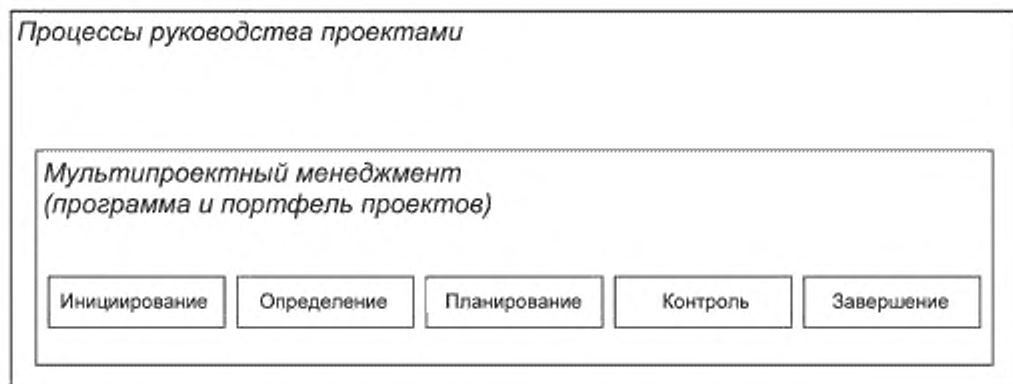 Процессы руководства проектами
Мультипроектный менеджмент
(программа и портфель проектов)
Инициирование
Определение
Планирование
Контроль
Завершение